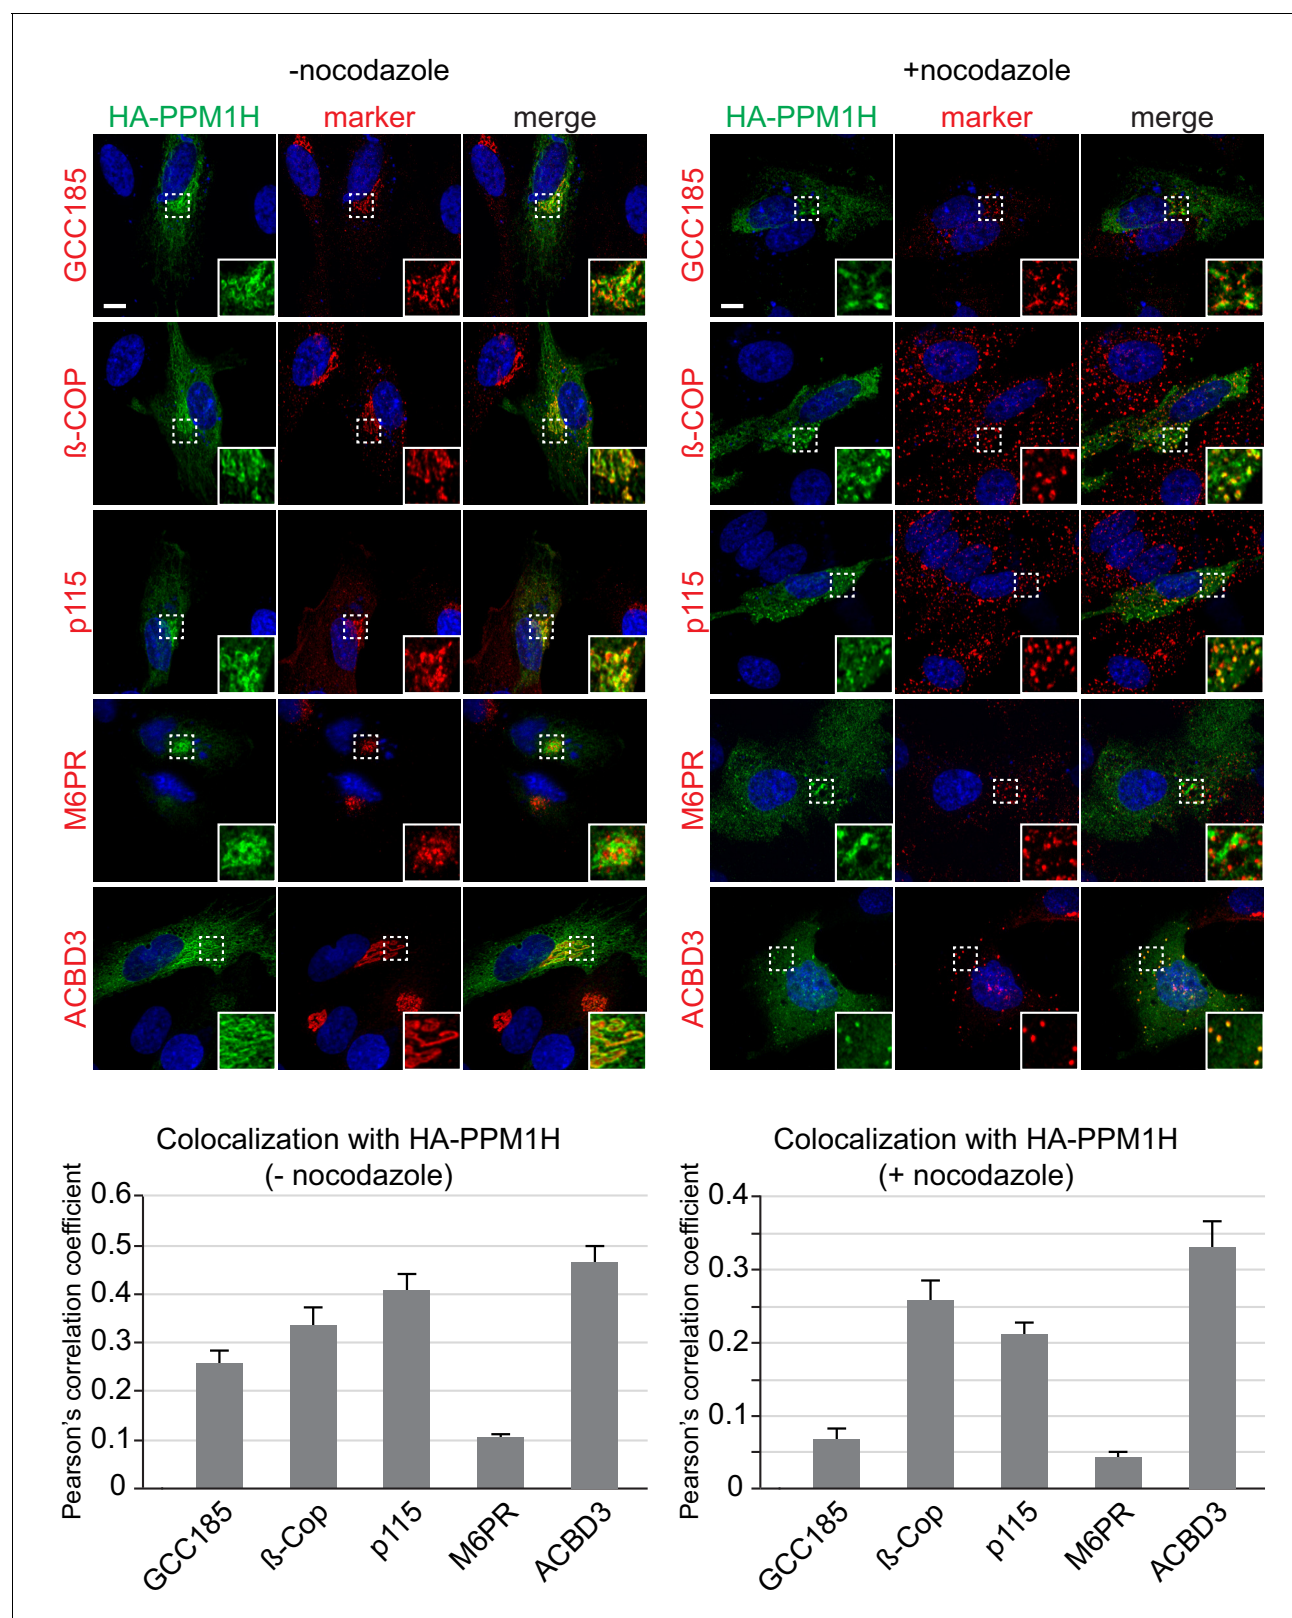 -nocodazole
+nocodazole
HA-PPM1H marker merge
HA-PPM1H marker merge
GCC185
GCC185
ß-COP
ß-COP
p115
p115
M6PR
M6PR
ACBD3
ACBD3
Colocalization with HA-PPM1H
(- nocodazole)
Pearson's correlation coefficient
0.6
0.5
0.4
0.3
0.2
0.1
0
GCC185
ß-Cop
p115
M6PR
ACBD3
Colocalization with HA-PPM1H
(+ nocodazole)
Pearson's correlation coefficient
0.4
0.3
0.2
0.1
0
GCC185
ß-Cop
p115
M6PR
ACBD3